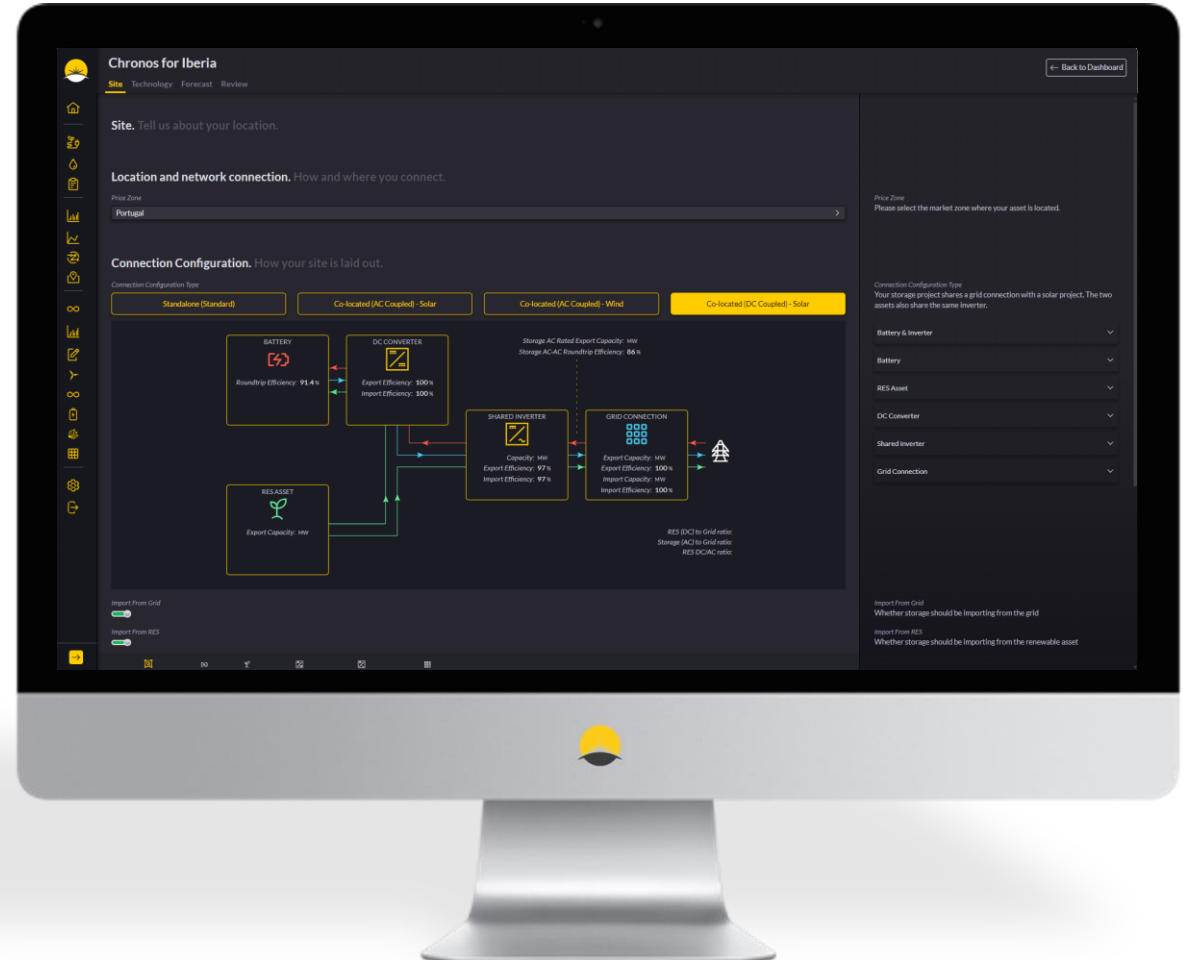 Chronos for Iberia
← Back to Dashboard
Site Technology Forecast Review
Site. Tell us about your location.
Location and network connection. How and where you connect.
Price Zone
Portugal
Price Zone
Please select the market zone where your asset is located.
Connection Configuration. How your site is laid out.
Connection Configuration Type
Standalone (Standard)
Co-located (AC Coupled) - Solar
Co-located (AC Coupled) - Wind
Co-located (DC Coupled) - Solar
Connection Configuration Type
Your storage project shares a grid connection with a solar project. The two
assets also share the same inverter.
Battery & Inverter
Battery
RES Asset
DC Converter
Shared Inverter
Grid Connection
BATTERY
Roundtrip Efficiency: 91.4 %
DC CONVERTER
Export Efficiency: 100 %
Import Efficiency: 100 %
Storage AC Rated Export Capacity: MW
Storage AC-AC Roundtrip Efficiency: 86 %
SHARED INVERTER
Capacity: MW
Export Efficiency: 97 %
Import Efficiency: 97 %
GRID CONNECTION
Export Capacity: MW
Export Efficiency: 100 %
Import Capacity: MW
Import Efficiency: 100 %
RES ASSET
Export Capacity: MW
RES (DC) to Grid ratio:
Storage (AC) to Grid ratio:
RES DC/AC ratio:
Import From Grid
Import From RES
Import From Grid
Whether storage should be importing from the grid
Import From RES
Whether storage should be importing from the renewable asset